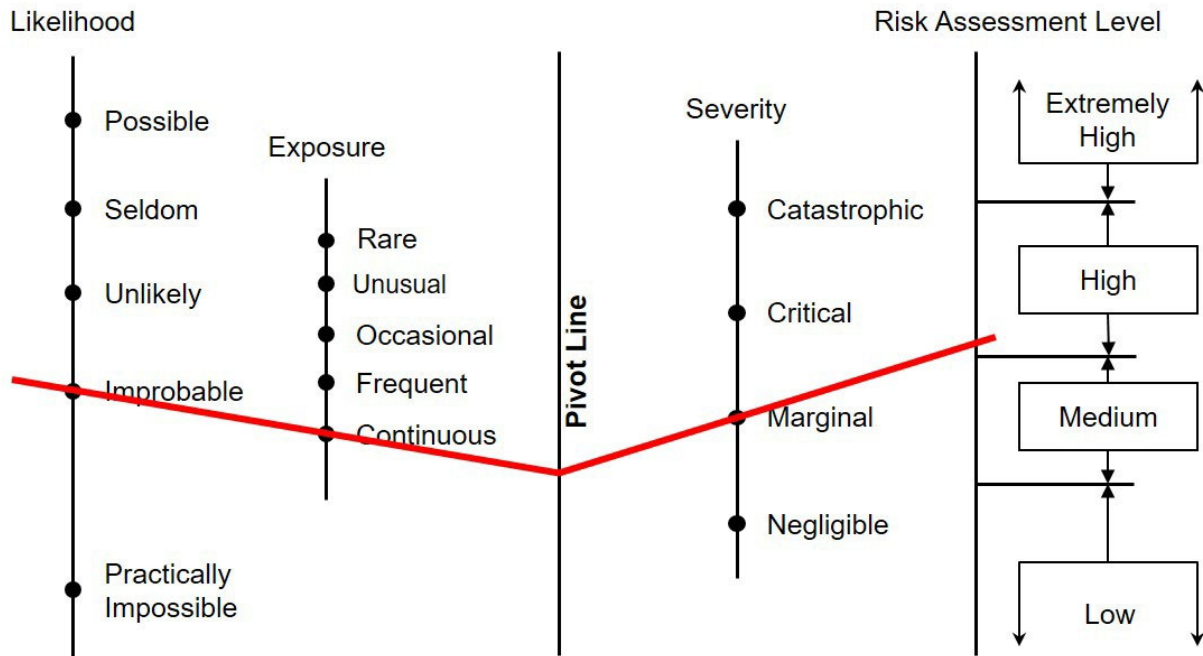 Likelihood
Possible
Seldom
Unlikely
Improbable
Practically
Impossible
Exposure
Rare
Unusual
Occasional
Frequent
Continuous
Pivot Line
Severity
Catastrophic
Critical
Marginal
Negligible
Risk Assessment Level
Extremely
High
High
Medium
Low